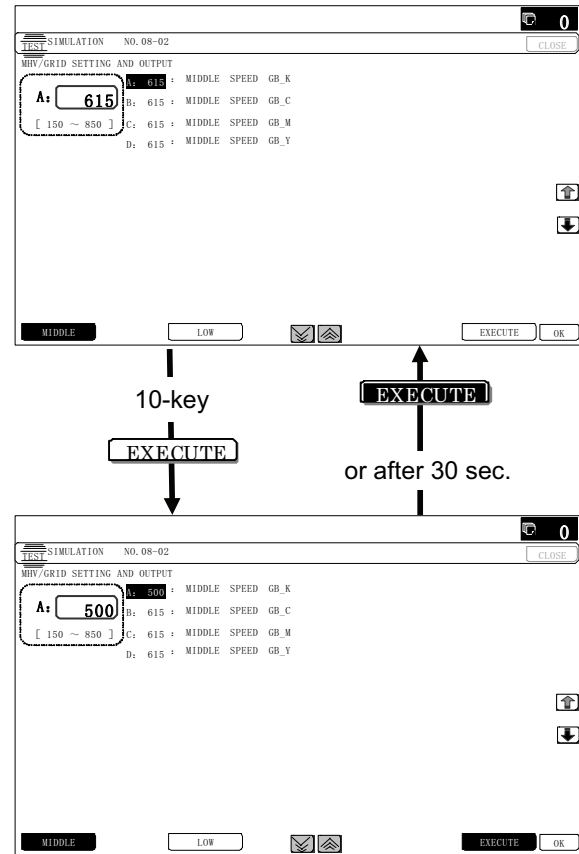 0
TEST SIMULATION NO. 08-02 CLOSE
MHV/GRID SETTING AND OUTPUT
A: 615
[ 150 ～ 850 ]
A: 615 : MIDDLE SPEED GB_K
B: 615 : MIDDLE SPEED GB_C
C: 615 : MIDDLE SPEED GB_M
D: 615 : MIDDLE SPEED GB_Y
MIDDLE LOW EXECUTE OK
10-key
EXECUTE
EXECUTE
or after 30 sec.
0
TEST SIMULATION NO. 08-02 CLOSE
MHV/GRID SETTING AND OUTPUT
A: 500
[ 150 ～ 850 ]
A: 500 : MIDDLE SPEED GB_K
B: 615 : MIDDLE SPEED GB_C
C: 615 : MIDDLE SPEED GB_M
D: 615 : MIDDLE SPEED GB_Y
MIDDLE LOW EXECUTE OK